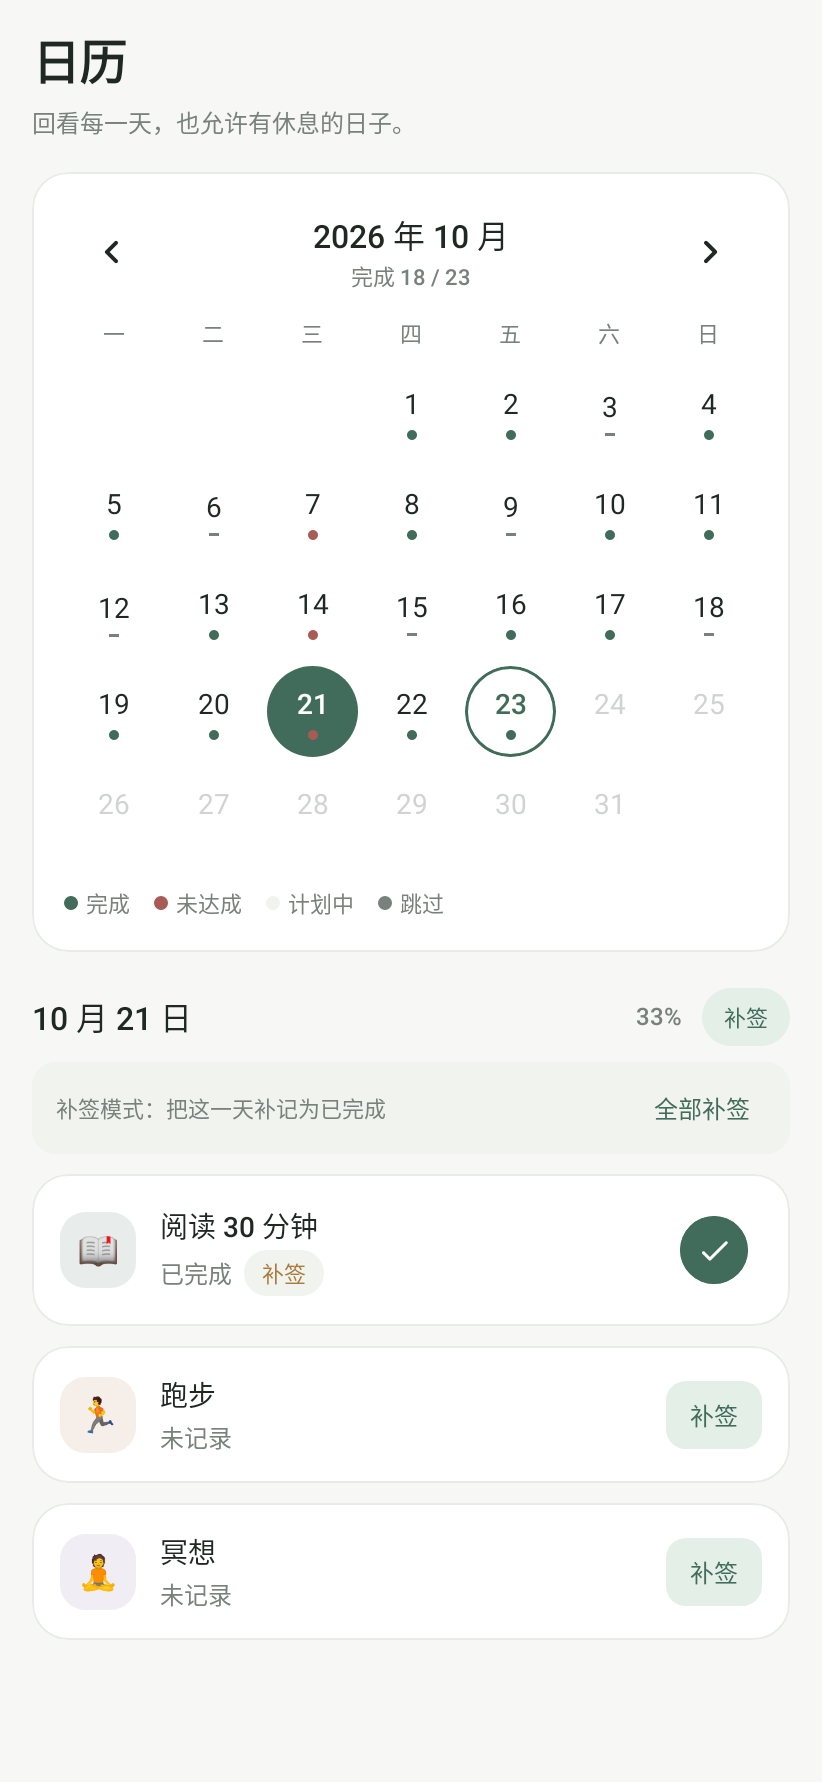 日历
回看每一天，也允许有休息的日子。
2026 年 10 月
完成 18 / 23
一 二 三 四 五 六 日
1 2 3 4
5 6 7 8 9 10 11
12 13 14 15 16 17 18
19 20 21 22 23 24 25
26 27 28 29 30 31
完成 未达成 计划中 跳过
10 月 21 日 33% 补签
补签模式：把这一天补记为已完成 全部补签
阅读 30 分钟
已完成 补签
跑步
未记录 补签
冥想
未记录 补签